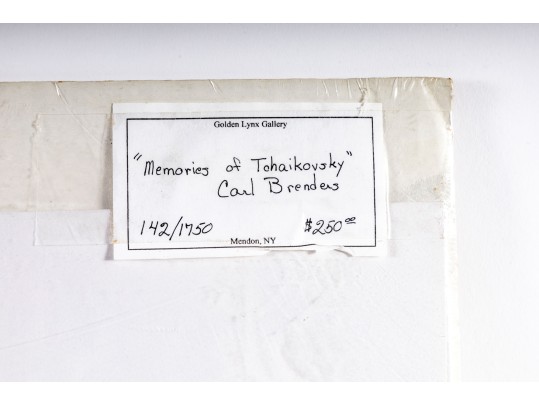 Golden Lynx Gallery
"Memories of Tchaikovsky"
Carl Brenders
142/1750 $250.00
Mendon, NY